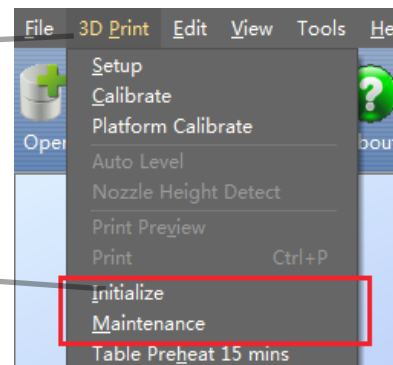 File 3D Print Edit View Tools He
Setup
Calibrate
Platform Calibrate
Open
bout
Auto Level
Nozzle Height Detect
Print Preview
Print Ctrl+P
Initialize
Maintenance
Table Preheat 15 mins